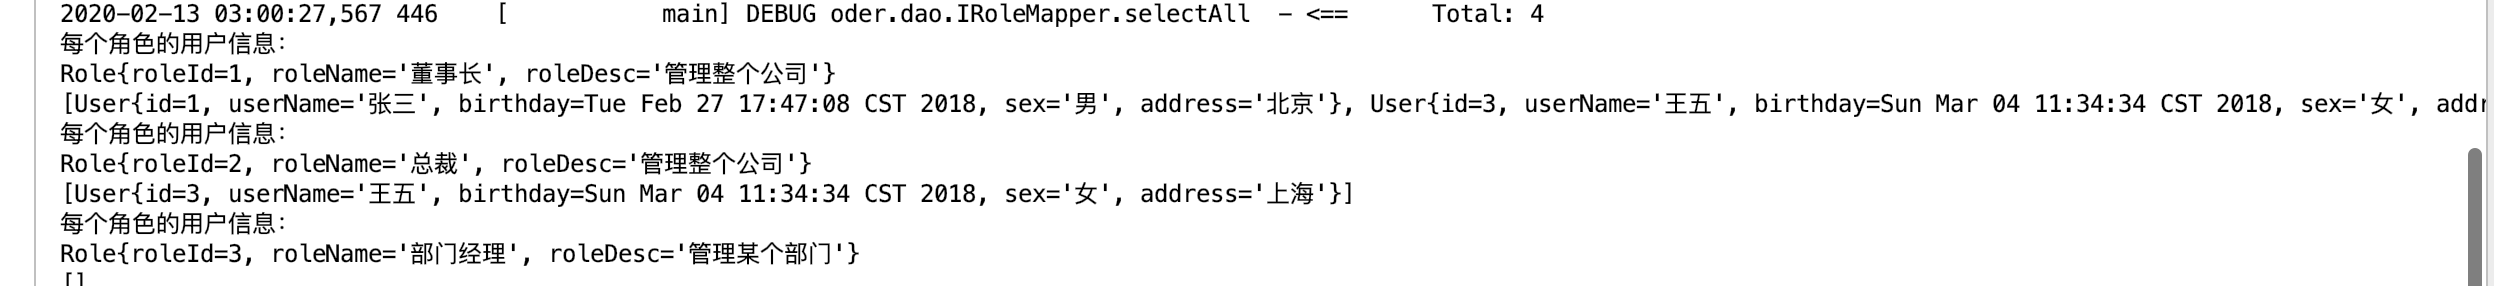 2020-02-13 03:00:27,567 446    [           main] DEBUG oder.dao.IRoleMapper.selectAll  - <==      Total: 4
每个角色的用户信息:
Role{roleId=1, roleName='董事长', roleDesc='管理整个公司'}
[User{id=1, userName='张三', birthday=Tue Feb 27 17:47:08 CST 2018, sex='男', address='北京'}, User{id=3, userName='王五', birthday=Sun Mar 04 11:34:34 CST 2018, sex='女', addr
每个角色的用户信息:
Role{roleId=2, roleName='总裁', roleDesc='管理整个公司'}
[User{id=3, userName='王五', birthday=Sun Mar 04 11:34:34 CST 2018, sex='女', address='上海'}]
每个角色的用户信息:
Role{roleId=3, roleName='部门经理', roleDesc='管理某个部门'}
[]